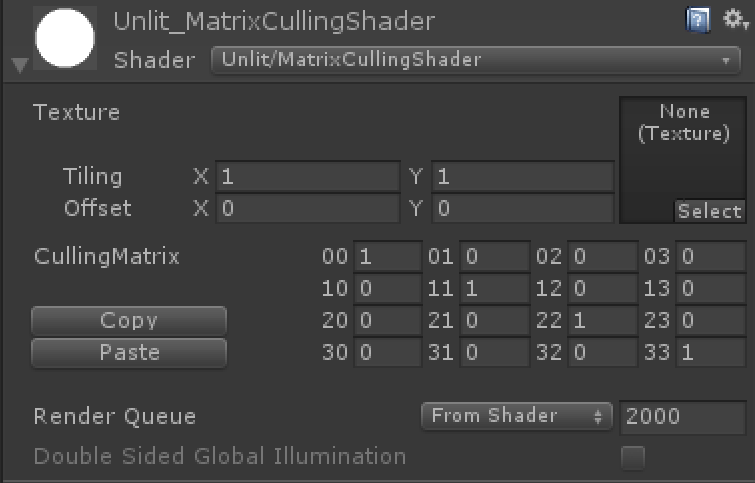 Unlit_MatrixCullingShader
Shader Unlit/MatrixCullingShader
Texture
None
(Texture)
Tiling X 1 Y 1
Offset X 0 Y 0
Select
CullingMatrix 00 1 01 0 02 0 03 0
10 0 11 1 12 0 13 0
Copy 20 0 21 0 22 1 23 0
Paste 30 0 31 0 32 0 33 1
Render Queue From Shader 2000
Double Sided Global Illumination